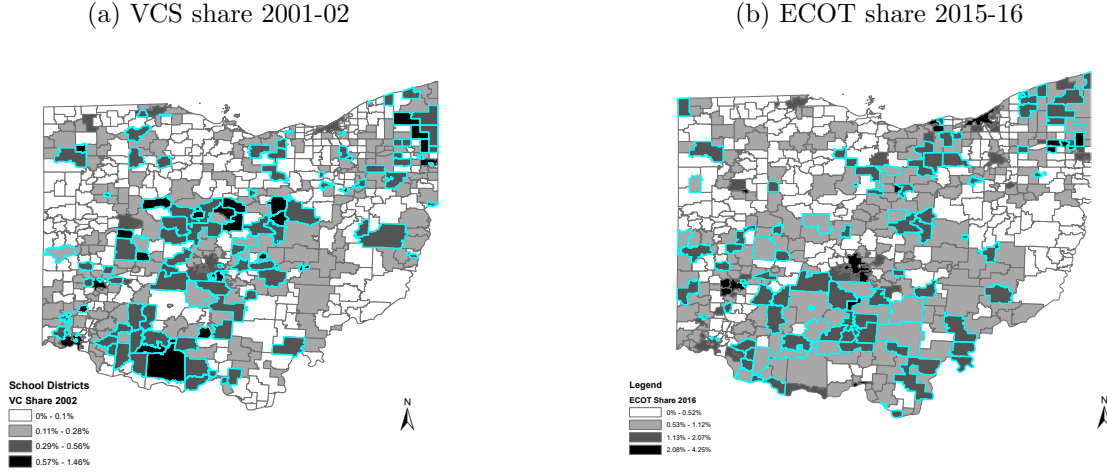 (a) VCS share 2001-02
(b) ECOT share 2015-16
School Districts
VC Share 2002
0% - 0.1%
0.11% - 0.28%
0.29% - 0.56%
0.57% - 1.46%
N
Legend
ECOT Share 2016
0% - 0.52%
0.53% - 1.12%
1.13% - 2.07%
2.08% - 4.25%
N